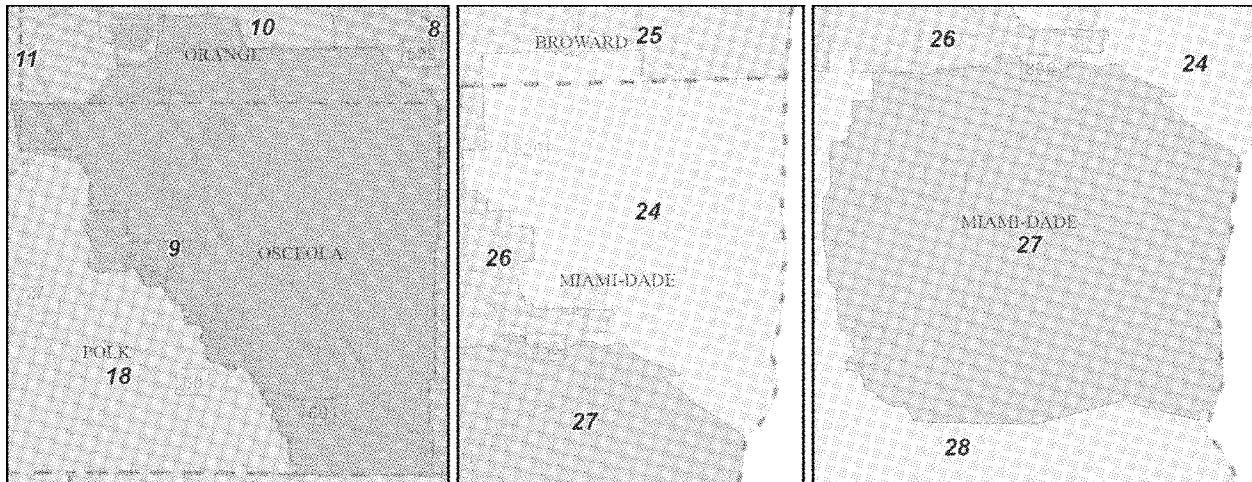 10
8
ORANGE
11
9
OSCEOLA
POLK
18
BROWARD 25
24
26
MIAMI-DADE
27
26
24
MIAMI-DADE
27
28